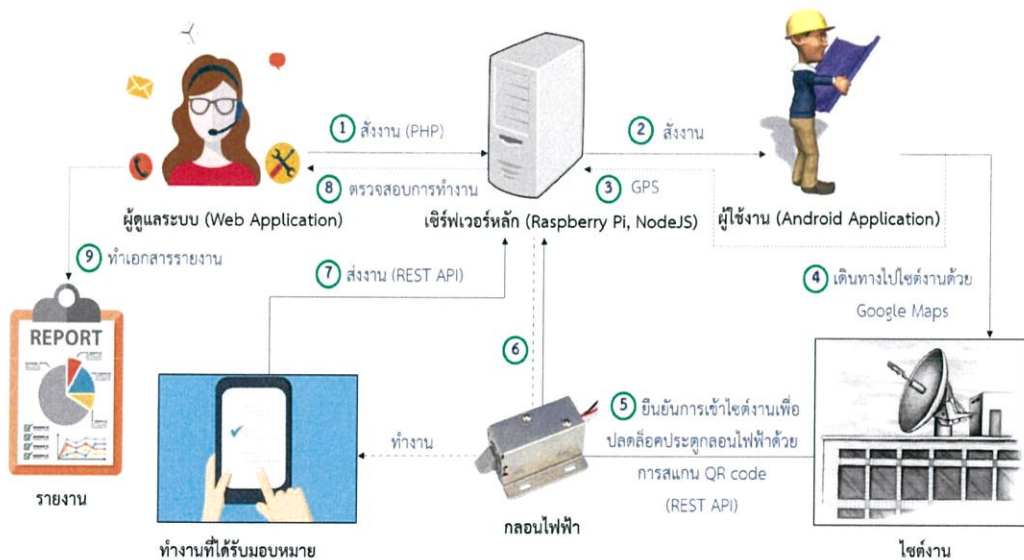 1 สั่งงาน (PHP)
2 สั่งงาน
8 ตรวจสอบการทำงาน
3 GPS
ผู้ดูแลระบบ (Web Application)
เซิร์ฟเวอร์หลัก (Raspberry Pi, NodeJS)
ผู้ใช้งาน (Android Application)
9 ทำเอกสารรายงาน
7 ส่งงาน (REST API)
4 เดินทางไปไซต์งานด้วย
Google Maps
REPORT
6
5 ยืนยันการเข้าไซต์งานเพื่อ
ปลดล็อคประตูกลอนไฟฟ้าด้วย
การสแกน QR code
(REST API)
ทำงาน
รายงาน
ทำงานที่ได้รับมอบหมาย
กลอนไฟฟ้า
ไซต์งาน